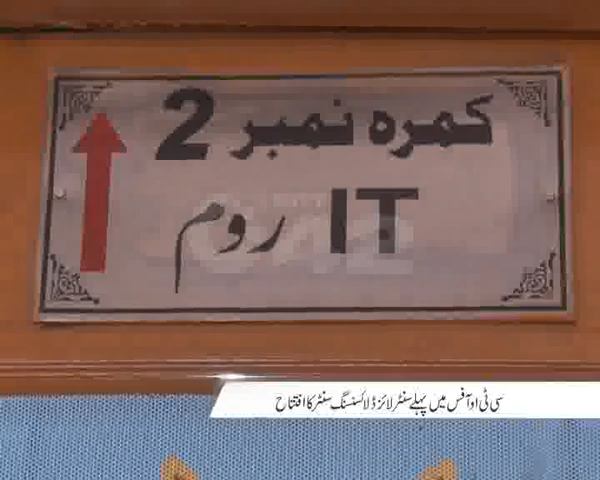 کمرہ نمبر 2
IT روم
سی ٹی او آفس میں پہلے سنٹرلائزڈ لائسنسنگ سنٹر کا افتتاح